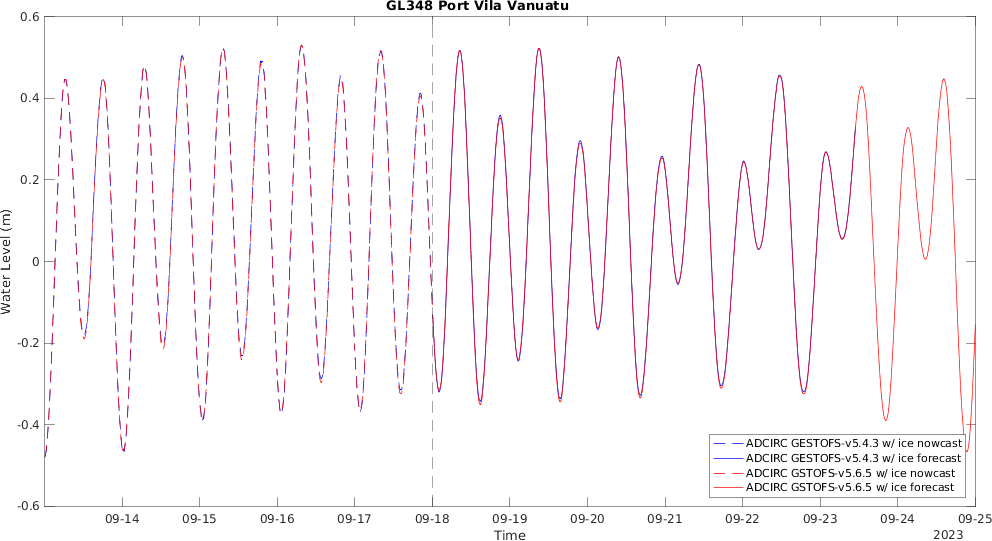 GL348 Port Vila Vanuatu
0.6
0.4
0.2
0
-0.2
-0.4
-0.6
Water Level (m)
ADCIRC GESTOFS-v5.4.3 w/ ice nowcast
ADCIRC GESTOFS-v5.4.3 w/ ice forecast
ADCIRC GSTOFS-v5.6.5 w/ ice nowcast
ADCIRC GSTOFS-v5.6.5 w/ ice forecast
09-14 09-15 09-16 09-17 09-18 09-19 09-20 09-21 09-22 09-23 09-24 09-25
Time
2023